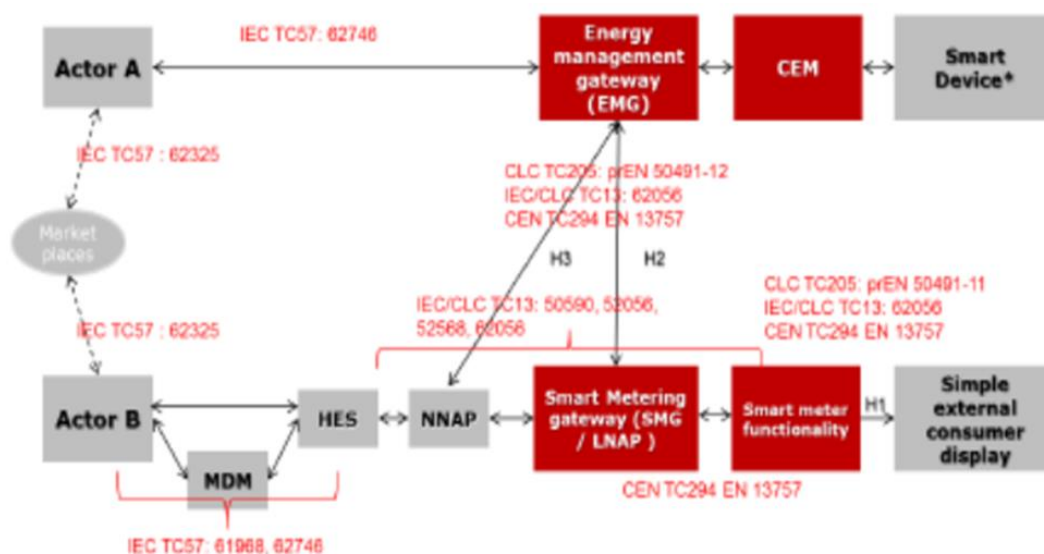 IEC TC57: 62746
Actor A
Energy
management
gateway
(EMG)
CEM
Smart
Device*
IEC TC57 : 62325
CLC TC205: prEN 50491-12
IEC/CLC TC13: 62056
CEN TC294 EN 13757
Market
places
H3
H2
CLC TC205: prEN 50491-11
IEC/CLC TC13: 62056
CEN TC294 EN 13757
IEC/CLC TC13: 50590, 52056,
52568, 62056
IEC TC57 : 62325
Actor B
HES
NNAP
Smart Metering
gateway (SMG
/ LNAP )
Smart meter
functionality
H1
Simple
external
consumer
display
MDM
CEN TC294 EN 13757
IEC TC57: 61968, 62746